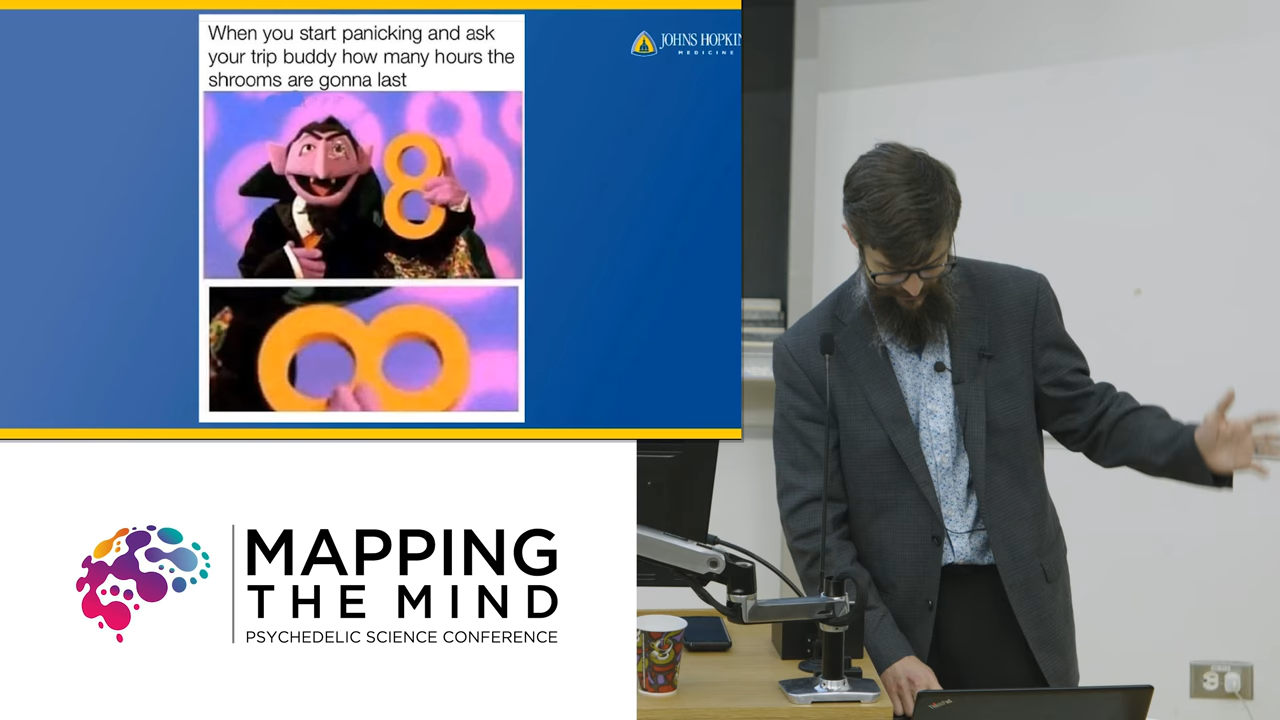 When you start panicking and ask
your trip buddy how many hours the
shrooms are gonna last
8
8
JOHNS HOPKIN
MEDICINE
MAPPING
THE MIND
PSYCHEDELIC SCIENCE CONFERENCE
ThinkPad